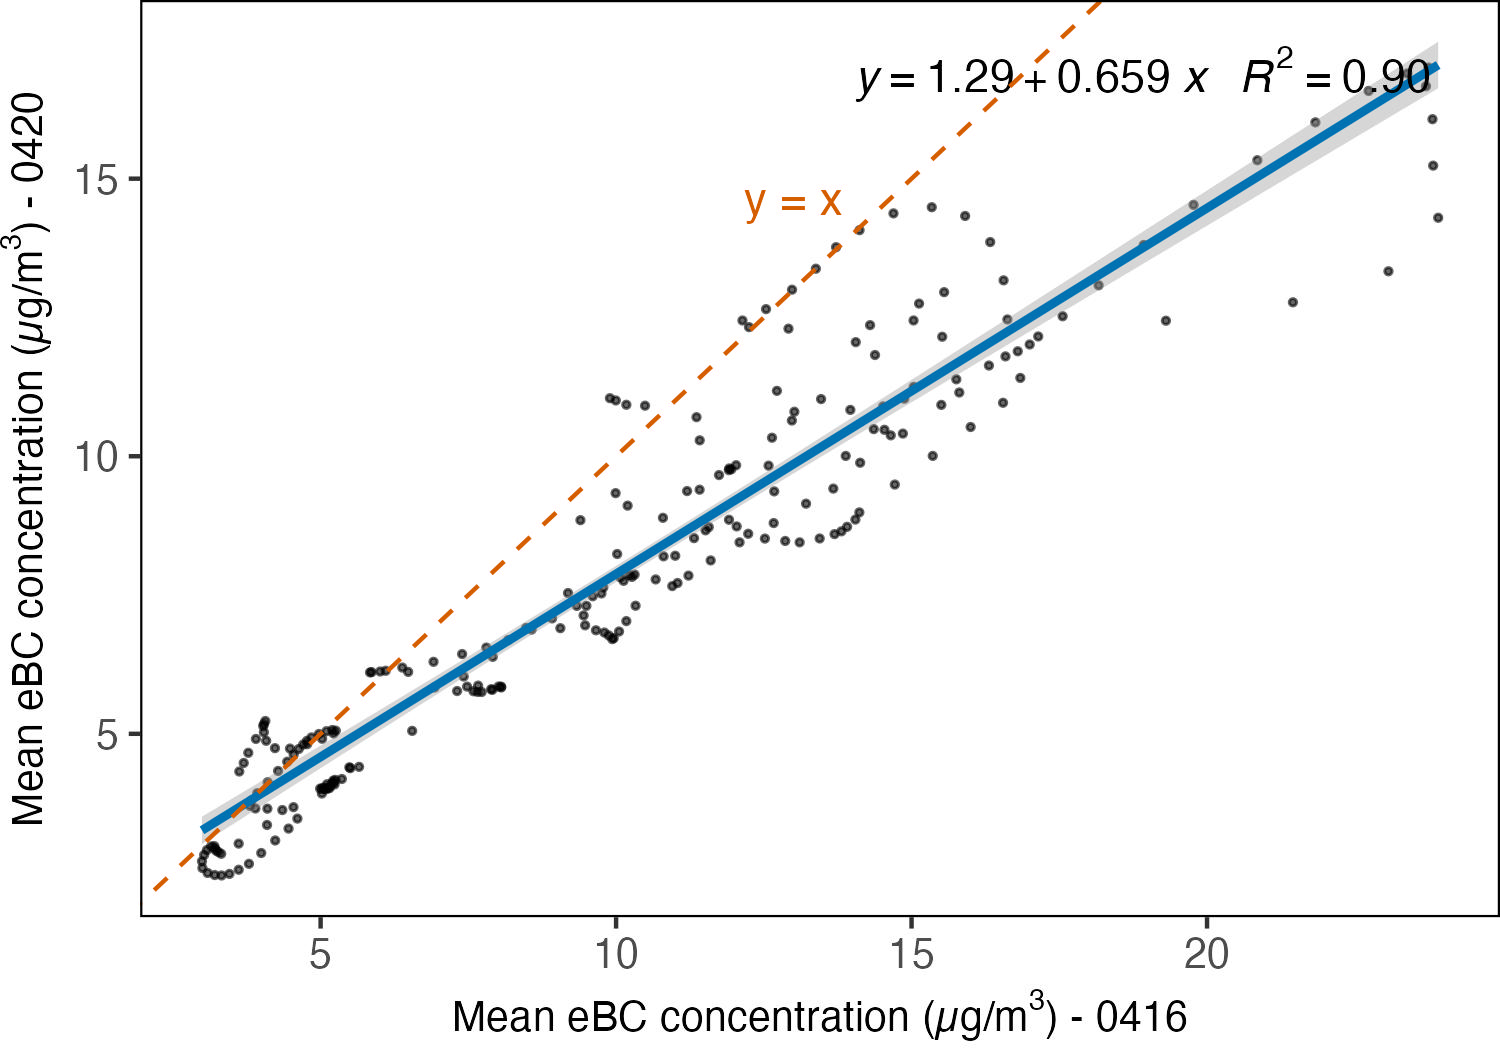 y = 1.29 + 0.659 x R² = 0.90
y = x
15
10
5
Mean eBC concentration (µg/m³) - 0420
5 10 15 20
Mean eBC concentration (µg/m³) - 0416